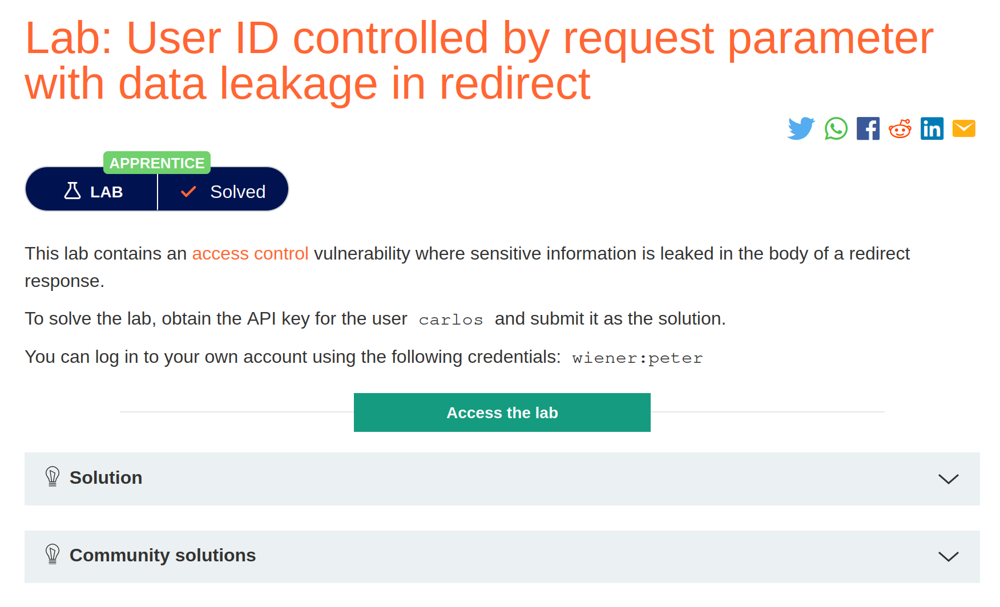 Lab: User ID controlled by request parameter
with data leakage in redirect
APPRENTICE
LAB Solved
This lab contains an access control vulnerability where sensitive information is leaked in the body of a redirect
response.
To solve the lab, obtain the API key for the user carlos and submit it as the solution.
You can log in to your own account using the following credentials: wiener:peter
Access the lab
Solution
Community solutions